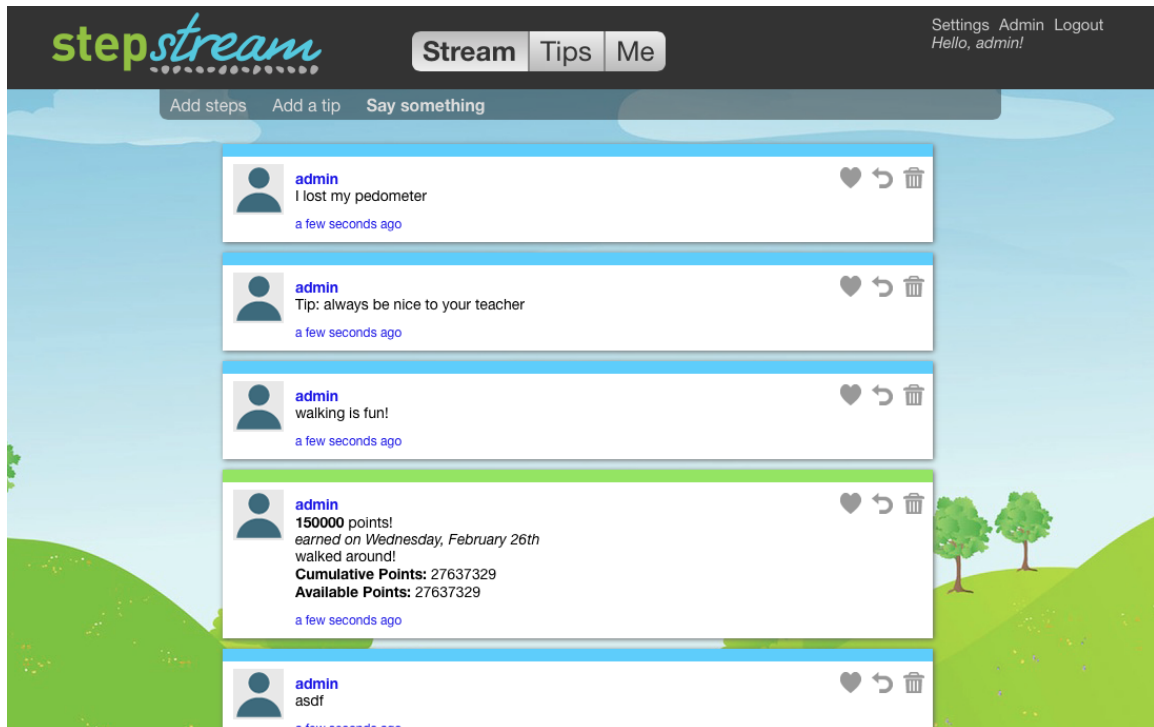 stepstream
Stream Tips Me
Settings Admin Logout
Hello, admin!
Add steps Add a tip Say something
admin
I lost my pedometer
a few seconds ago
admin
Tip: always be nice to your teacher
a few seconds ago
admin
walking is fun!
a few seconds ago
admin
150000 points!
earned on Wednesday, February 26th
walked around!
Cumulative Points: 27637329
Available Points: 27637329
a few seconds ago
admin
asdf
a few seconds ago